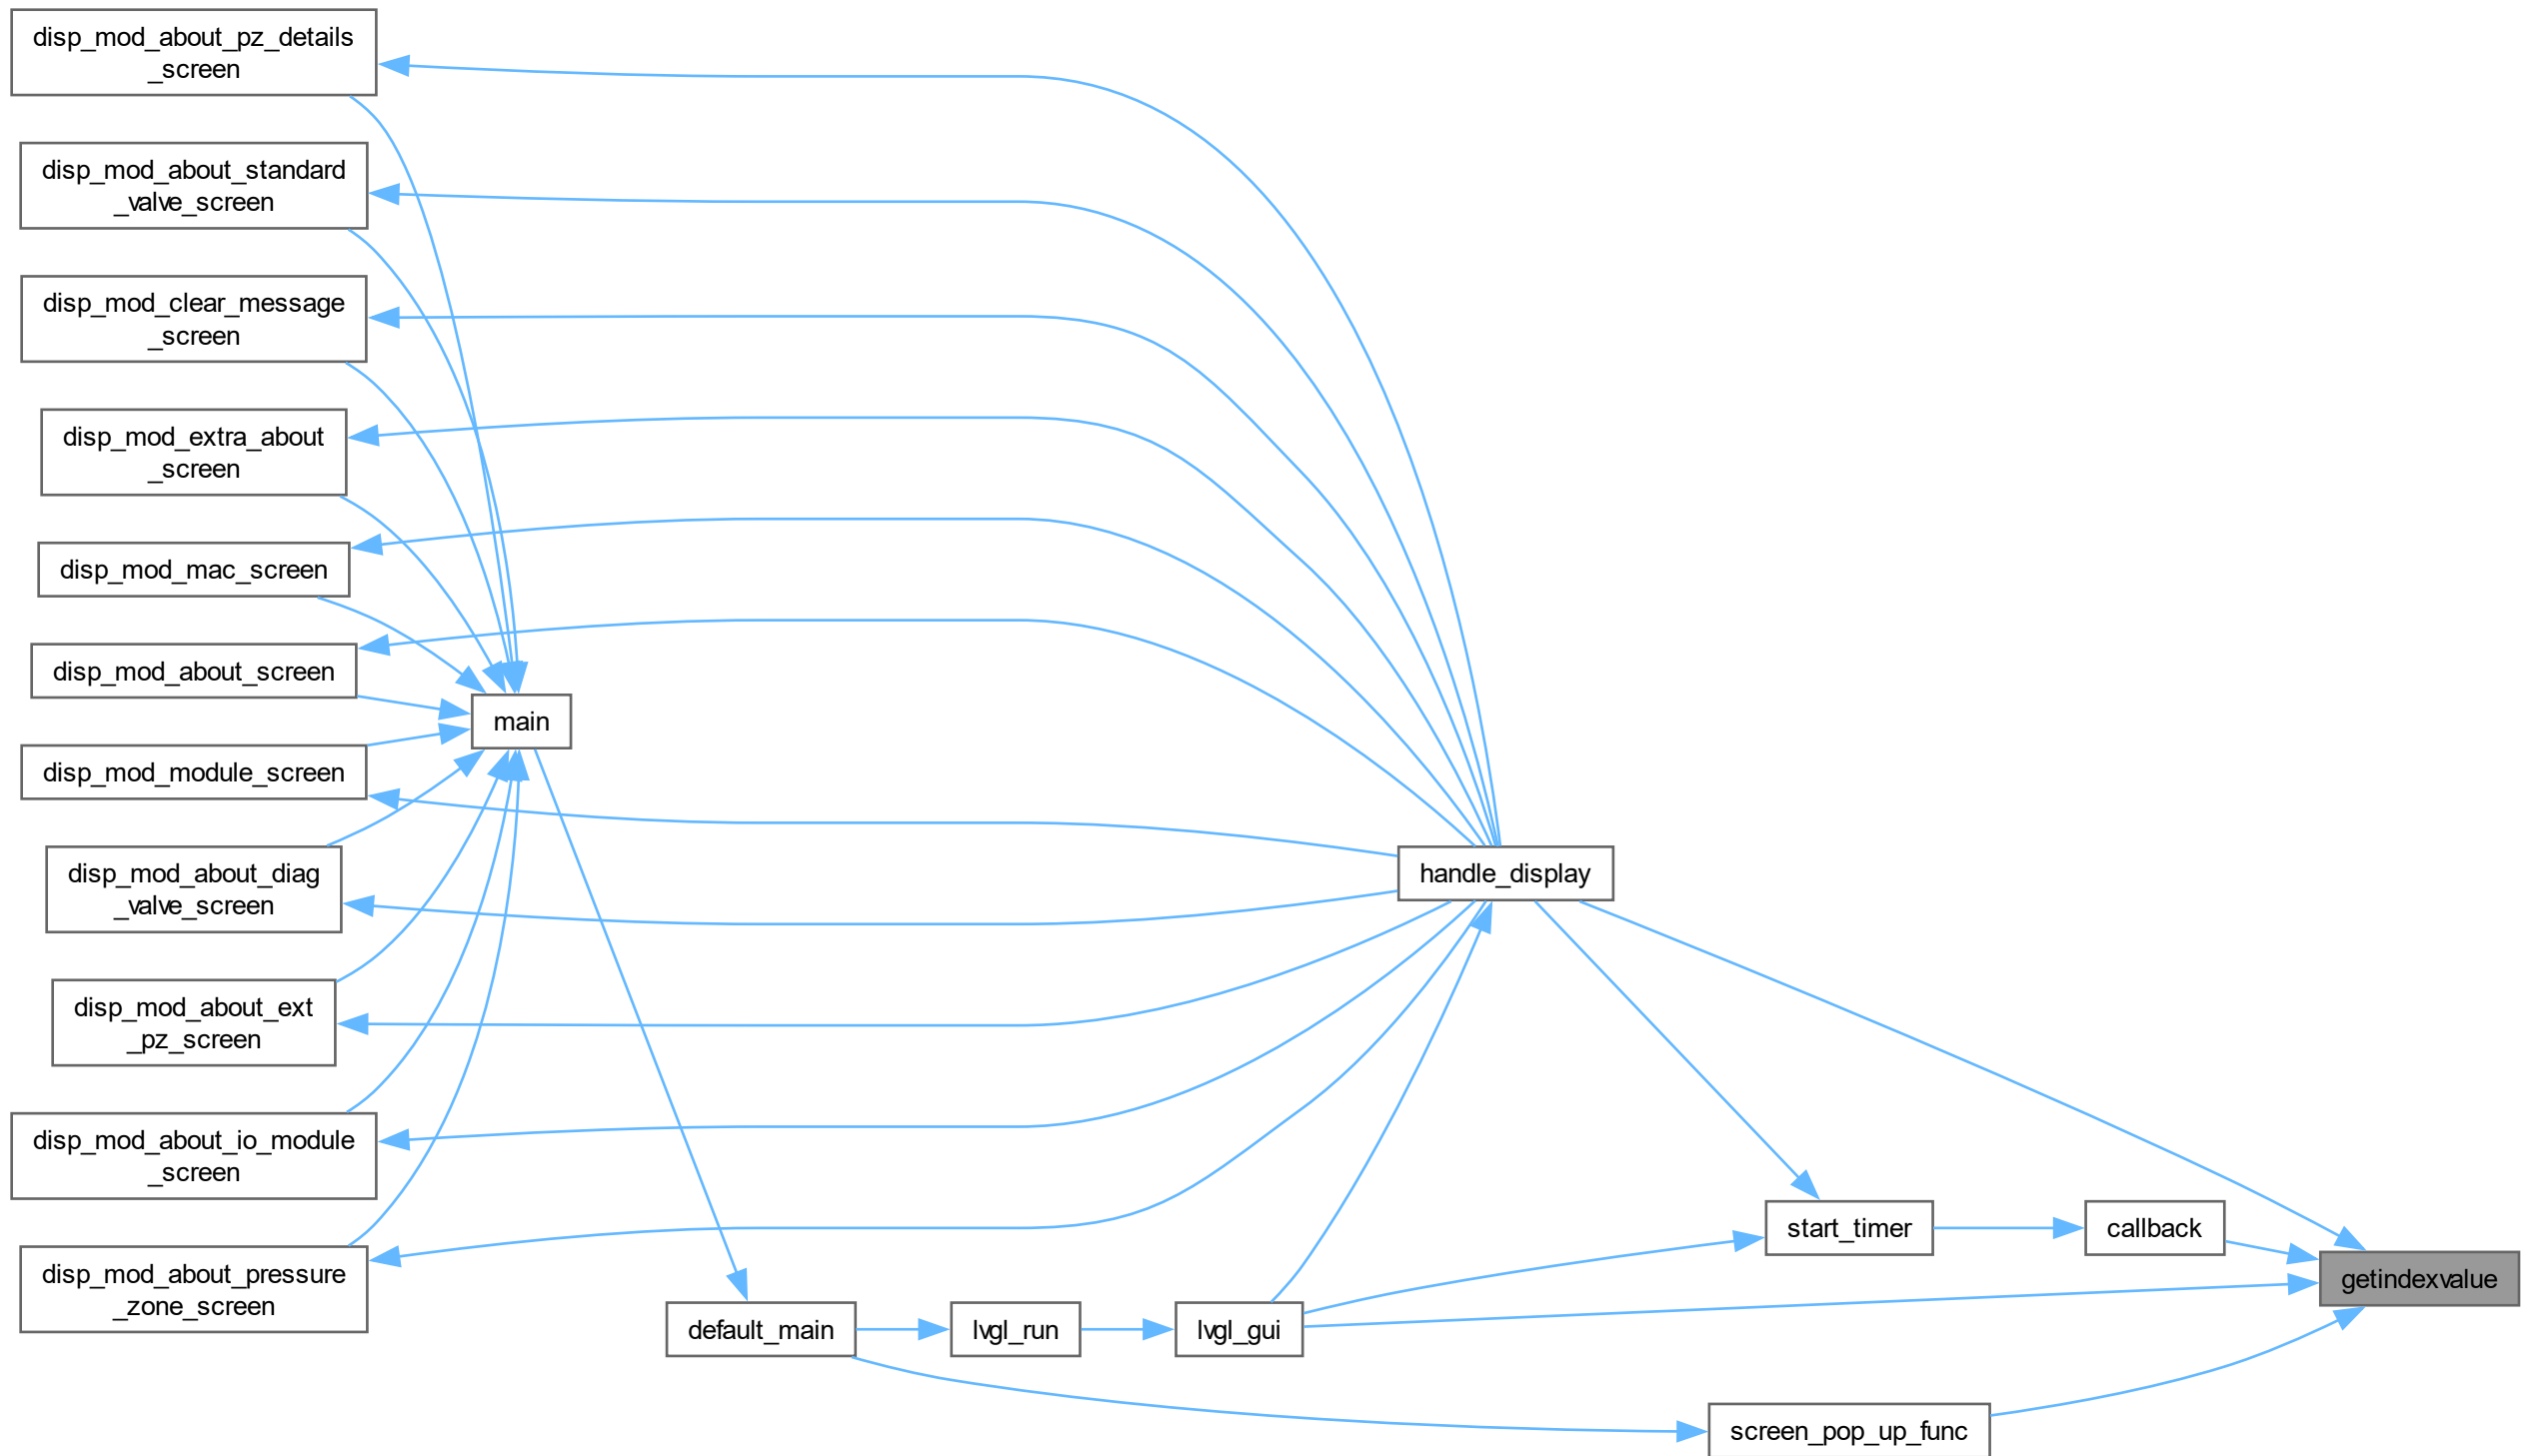 disp_mod_about_pz_details
_screen
disp_mod_about_standard
_valve_screen
disp_mod_clear_message
_screen
disp_mod_extra_about
_screen
disp_mod_mac_screen
disp_mod_about_screen
main
disp_mod_module_screen
disp_mod_about_diag
_valve_screen
handle_display
disp_mod_about_ext
_pz_screen
disp_mod_about_io_module
_screen
start_timer
callback
disp_mod_about_pressure
_zone_screen
getindexvalue
default_main
lvgl_run
lvgl_gui
screen_pop_up_func